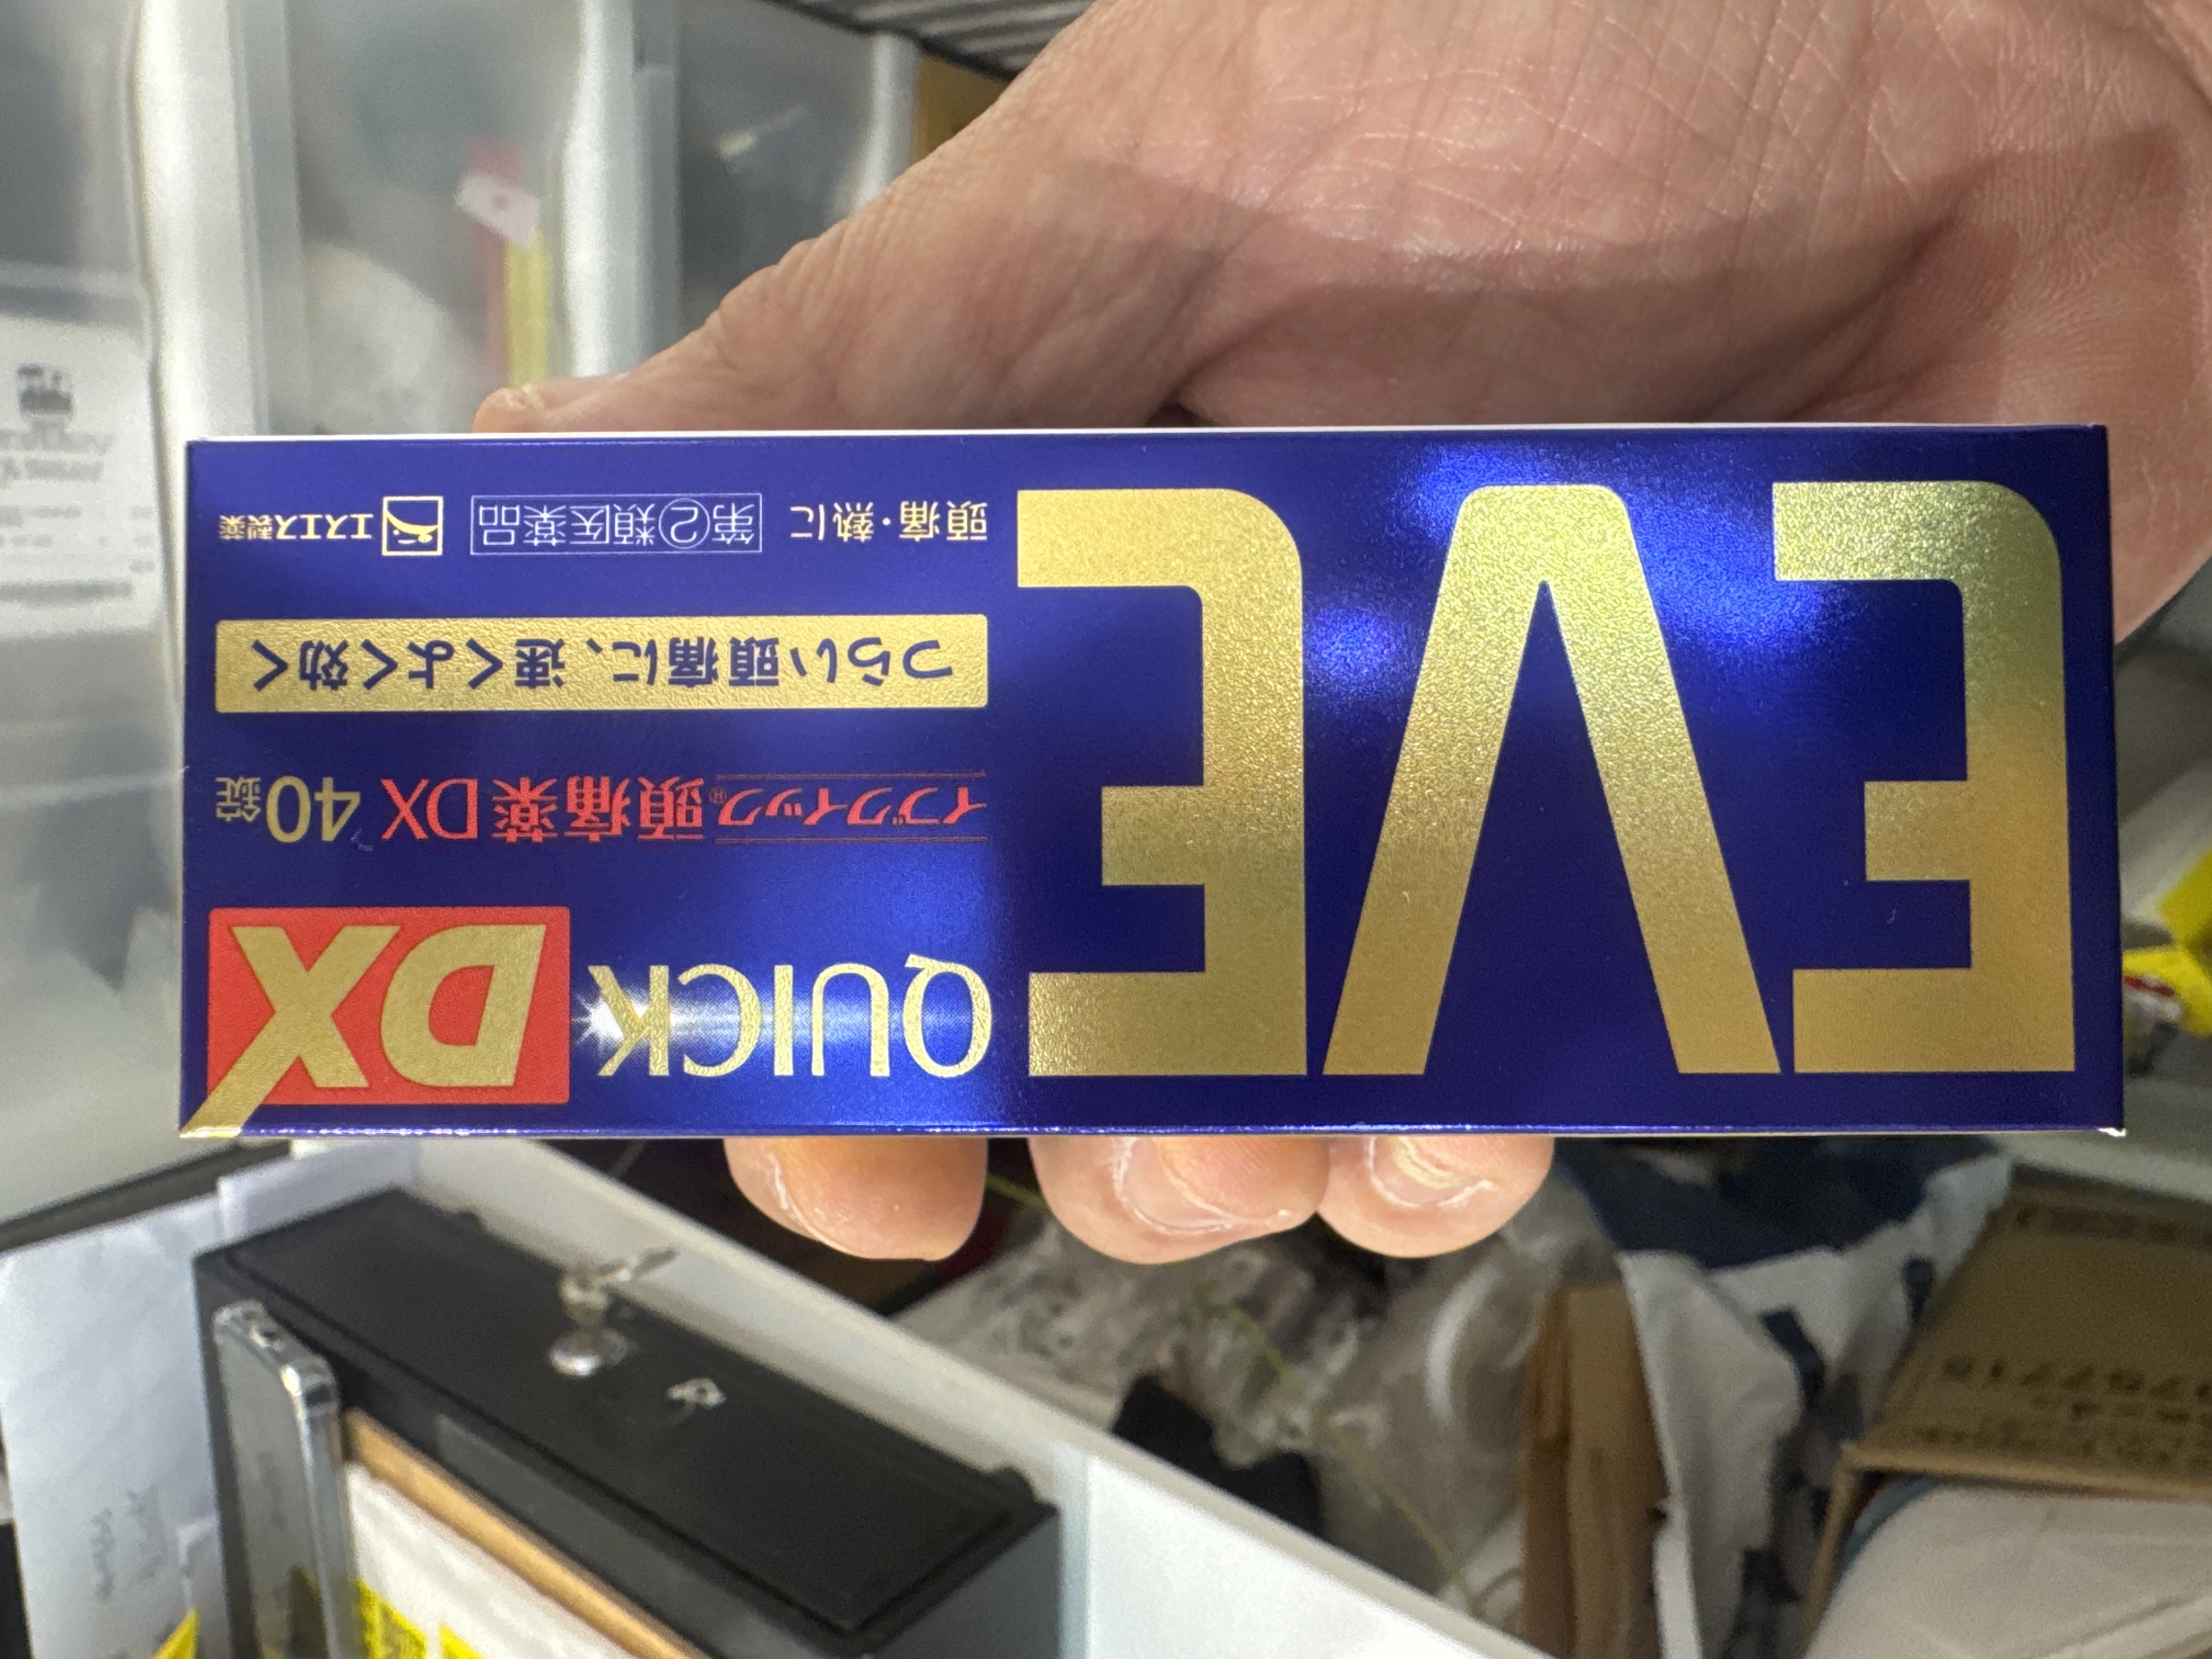 EVE
QUICK DX
イブクイック®頭痛薬DX 40錠
つらい頭痛に、速くよく効く
頭痛・熱に 第②類医薬品 エスエス製薬